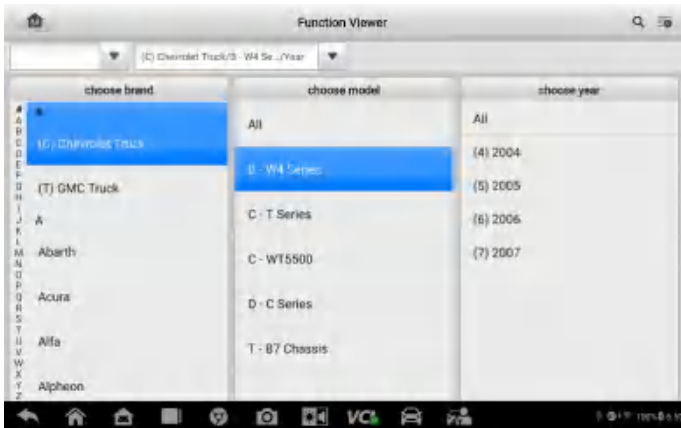 Function Viewer
(C) Chevrolet Truck/B - W4 Se.../Year
choose brand
choose model
choose year
#
A
B
C
D
E
F
G
H
I
J
K
L
M
N
O
P
Q
R
S
T
U
V
W
X
Y
Z
#
(C) Chevrolet Truck
(T) GMC Truck
A
Abarth
Acura
Alfa
Alpheon
All
B - W4 Series
C - T Series
C - WT5500
D - C Series
T - B7 Chassis
All
(4) 2004
(5) 2005
(6) 2006
(7) 2007
VCI
100%